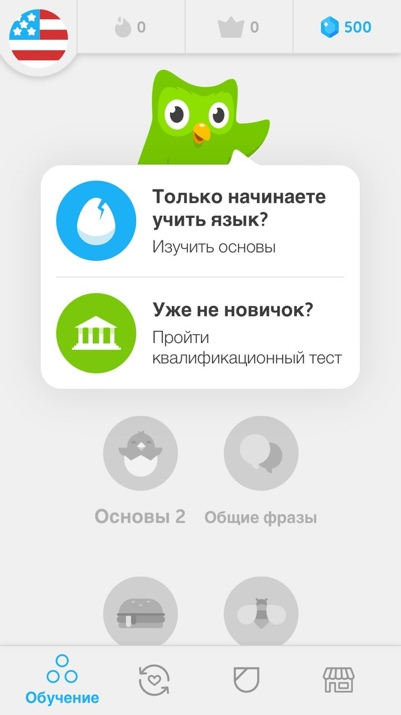 0 0 500
Только начинаете
учить язык?
Изучить основы
Уже не новичок?
Пройти
квалификационный тест
Основы 2 Общие фразы
Обучение